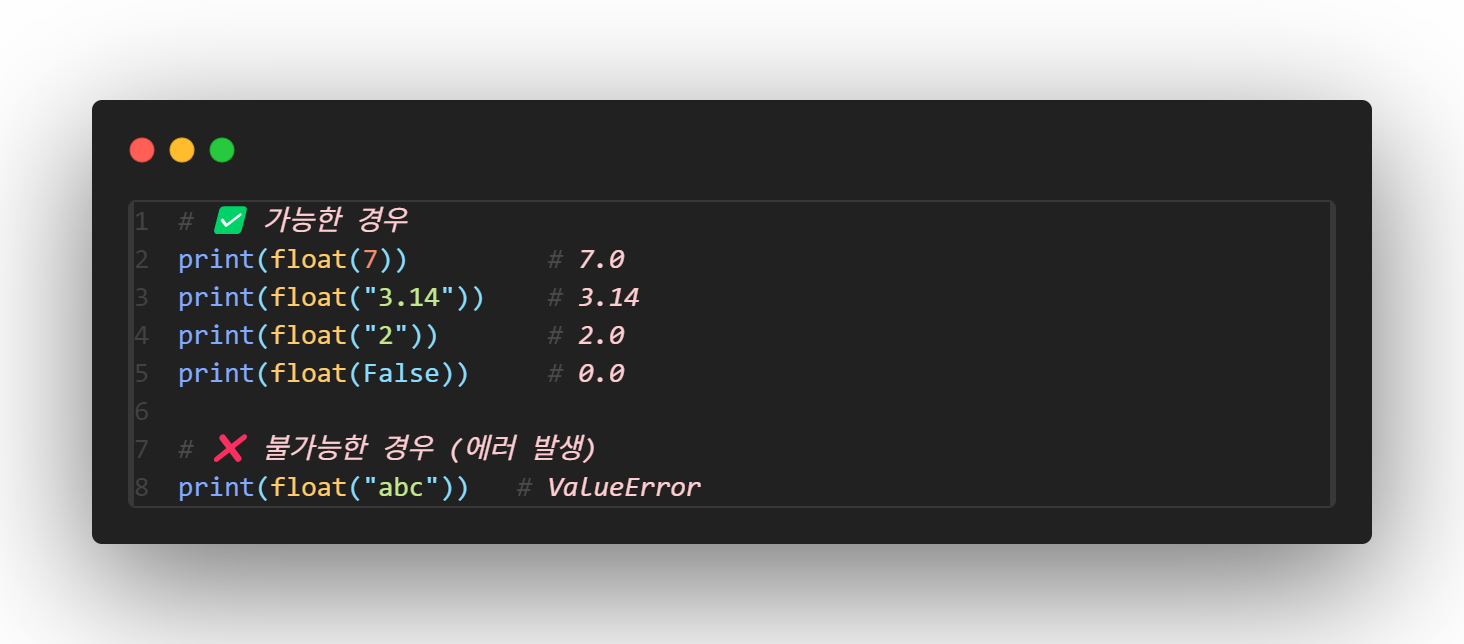 1 # ✅ 가능한 경우
2 print(float(7)) # 7.0
3 print(float("3.14")) # 3.14
4 print(float("2")) # 2.0
5 print(float(False)) # 0.0
6
7 # ❌ 불가능한 경우 (에러 발생)
8 print(float("abc")) # ValueError